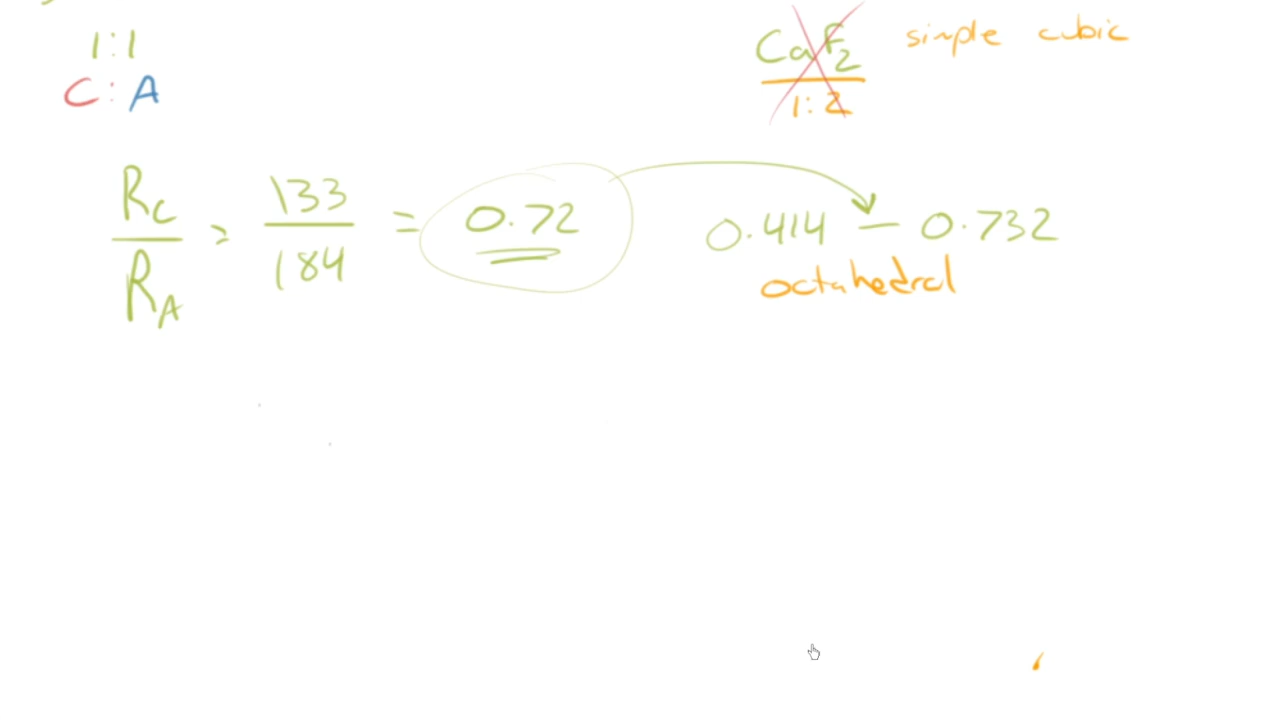 1:1
C:A
CaF2 simple cubic
1:2
RC/RA = 133/184 = 0.72
0.414 — 0.732
octahedral